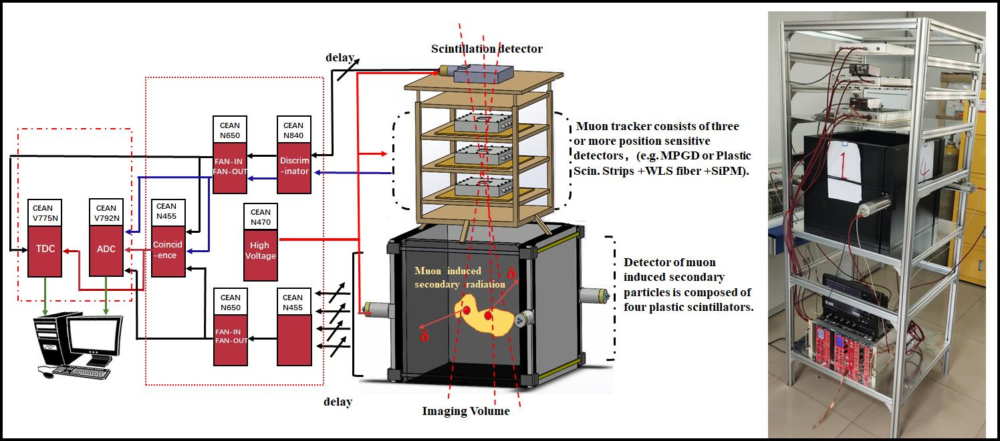 Scintillation detector
delay
CEAN
N650
CEAN
N840
FAN-IN
FAN-OUT
Discrim
-inator
Muon tracker consists of three
or more position sensitive
detectors，(e.g. MPGD or Plastic
Scin. Strips +WLS fiber +SiPM).
CEAN
V775N
CEAN
V792N
CEAN
N455
CEAN
N470
TDC
ADC
Coincid
-ence
High
Voltage
Muon induced
secondary radiation
δ
δ
Detector of muon
induced secondary
particles is composed of
four plastic scintillators.
CEAN
N650
CEAN
N455
FAN-IN
FAN-OUT
delay
Imaging Volume
1